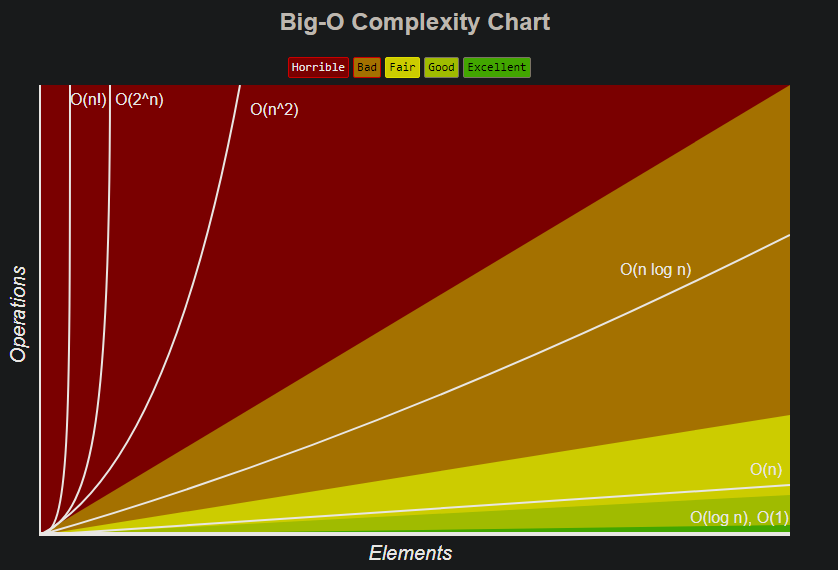 Big-O Complexity Chart
Horrible Bad Fair Good Excellent
O(n!) O(2^n) O(n^2)
O(n log n)
O(n)
O(log n), O(1)
Operations
Elements